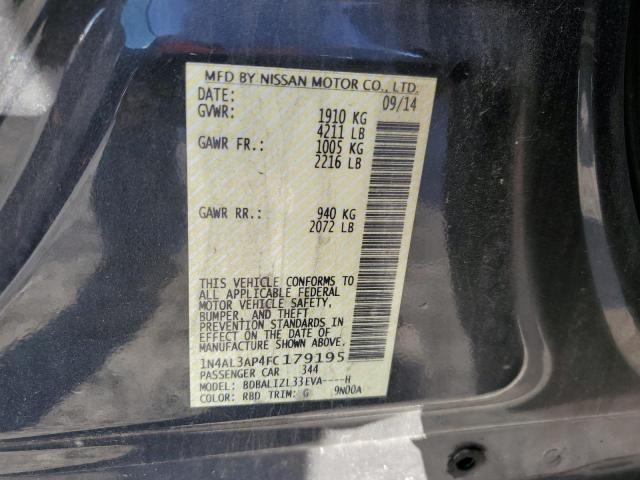 MFD BY NISSAN MOTOR CO., LTD.
DATE: 09/14
GVWR: 1910 KG
4211 LB
GAWR FR.: 1005 KG
2216 LB
GAWR RR.: 940 KG
2072 LB
THIS VEHICLE CONFORMS TO
ALL APPLICABLE FEDERAL
MOTOR VEHICLE SAFETY,
BUMPER, AND THEFT
PREVENTION STANDARDS
IN EFFECT ON THE DATE OF
MANUFACTURE SHOWN ABOVE.
1N4AL3AP4FC179195
PASSENGER CAR 344
MODEL: BDBALIZL33EVA----H
COLOR: RBD TRIM: G 9N00A